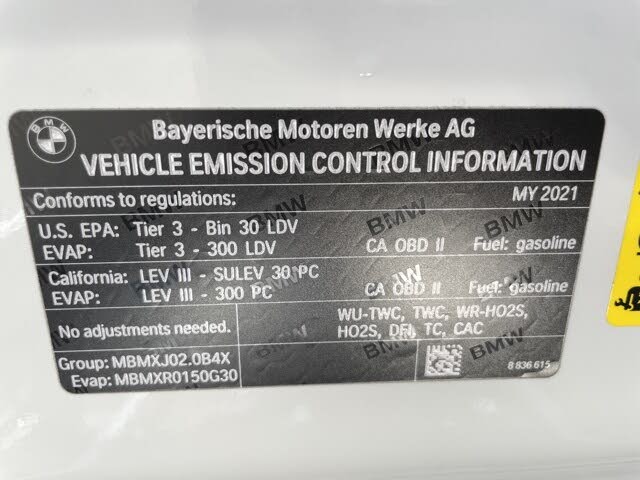 BMW
Bayerische Motoren Werke AG
VEHICLE EMISSION CONTROL INFORMATION
Conforms to regulations: MY 2021
U.S. EPA: Tier 3 - Bin 30 LDV
EVAP: Tier 3 - 300 LDV CA OBD II Fuel: gasoline
California: LEV III - SULEV 30 PC
EVAP: LEV III - 300 PC CA OBD II Fuel: gasoline
No adjustments needed.
WU-TWC, TWC, WR-HO2S,
HO2S, DFI, TC, CAC
Group: MBMXJ02.0B4X
Evap: MBMXR0150G30
8 836 615